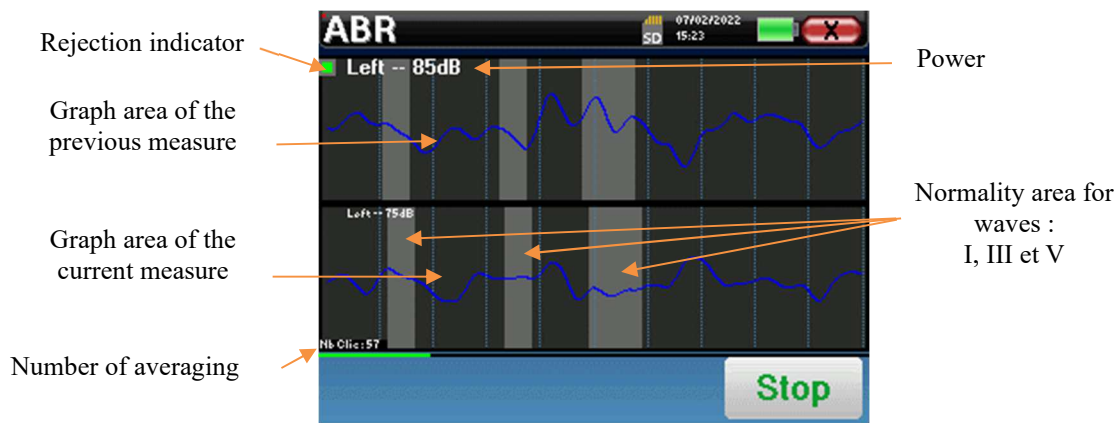 ABR
SD
07/02/2022
15:23
X
Rejection indicator
Left -- 85dB
Power
Graph area of the
previous measure
Left -- 75dB
Normality area for
waves :
I, III et V
Graph area of the
current measure
Nb Clic: 57
Number of averaging
Stop